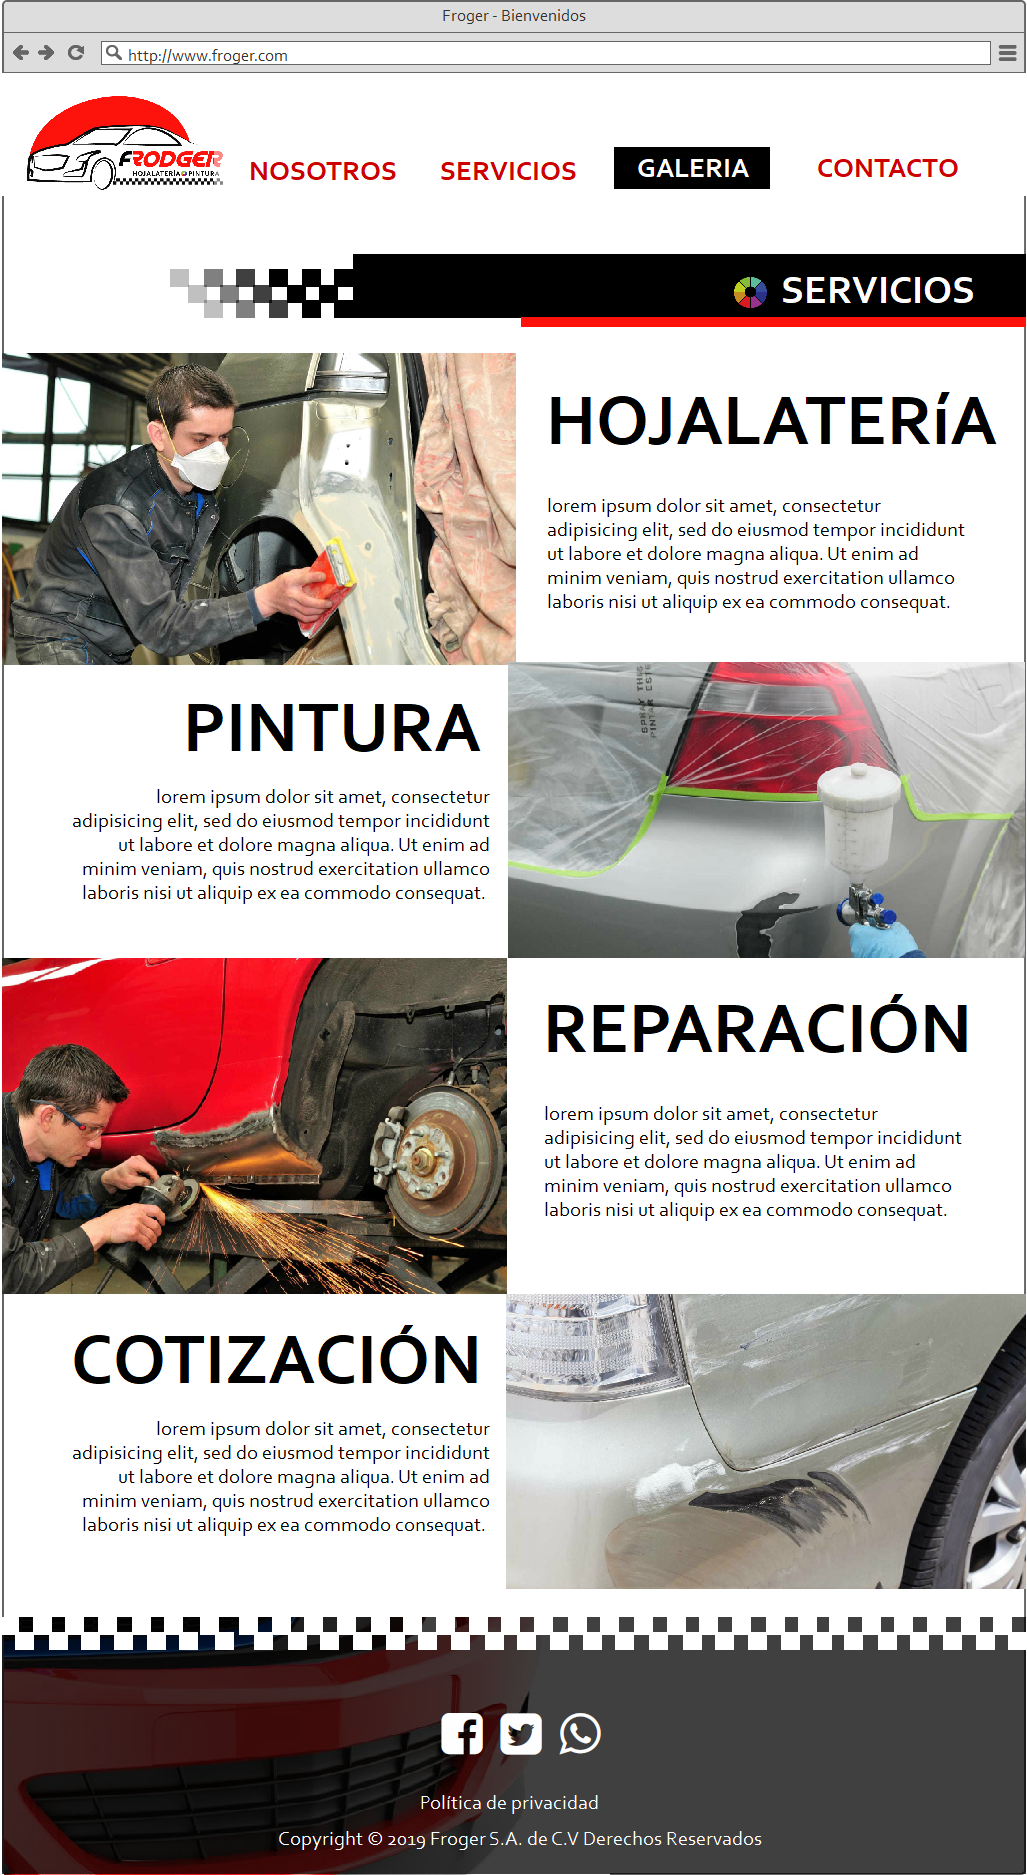 Froger - Bienvenidos
http://www.froger.com
FRODGER
HOJALATERÍA PINTURA
NOSOTROS
SERVICIOS
GALERIA
CONTACTO
SERVICIOS
HOJALATERíA
lorem ipsum dolor sit amet, consectetur
adipisicing elit, sed do eiusmod tempor incididunt
ut labore et dolore magna aliqua. Ut enim ad
minim veniam, quis nostrud exercitation ullamco
laboris nisi ut aliquip ex ea commodo consequat.
SPRAY THIS
PINTAR ESTE
PINTURA
lorem ipsum dolor sit amet, consectetur
adipisicing elit, sed do eiusmod tempor incididunt
ut labore et dolore magna aliqua. Ut enim ad
minim veniam, quis nostrud exercitation ullamco
laboris nisi ut aliquip ex ea commodo consequat.
REPARACIÓN
lorem ipsum dolor sit amet, consectetur
adipisicing elit, sed do eiusmod tempor incididunt
ut labore et dolore magna aliqua. Ut enim ad
minim veniam, quis nostrud exercitation ullamco
laboris nisi ut aliquip ex ea commodo consequat.
COTIZACIÓN
lorem ipsum dolor sit amet, consectetur
adipisicing elit, sed do eiusmod tempor incididunt
ut labore et dolore magna aliqua. Ut enim ad
minim veniam, quis nostrud exercitation ullamco
laboris nisi ut aliquip ex ea commodo consequat.
Política de privacidad
Copyright © 2019 Froger S.A. de C.V Derechos Reservados